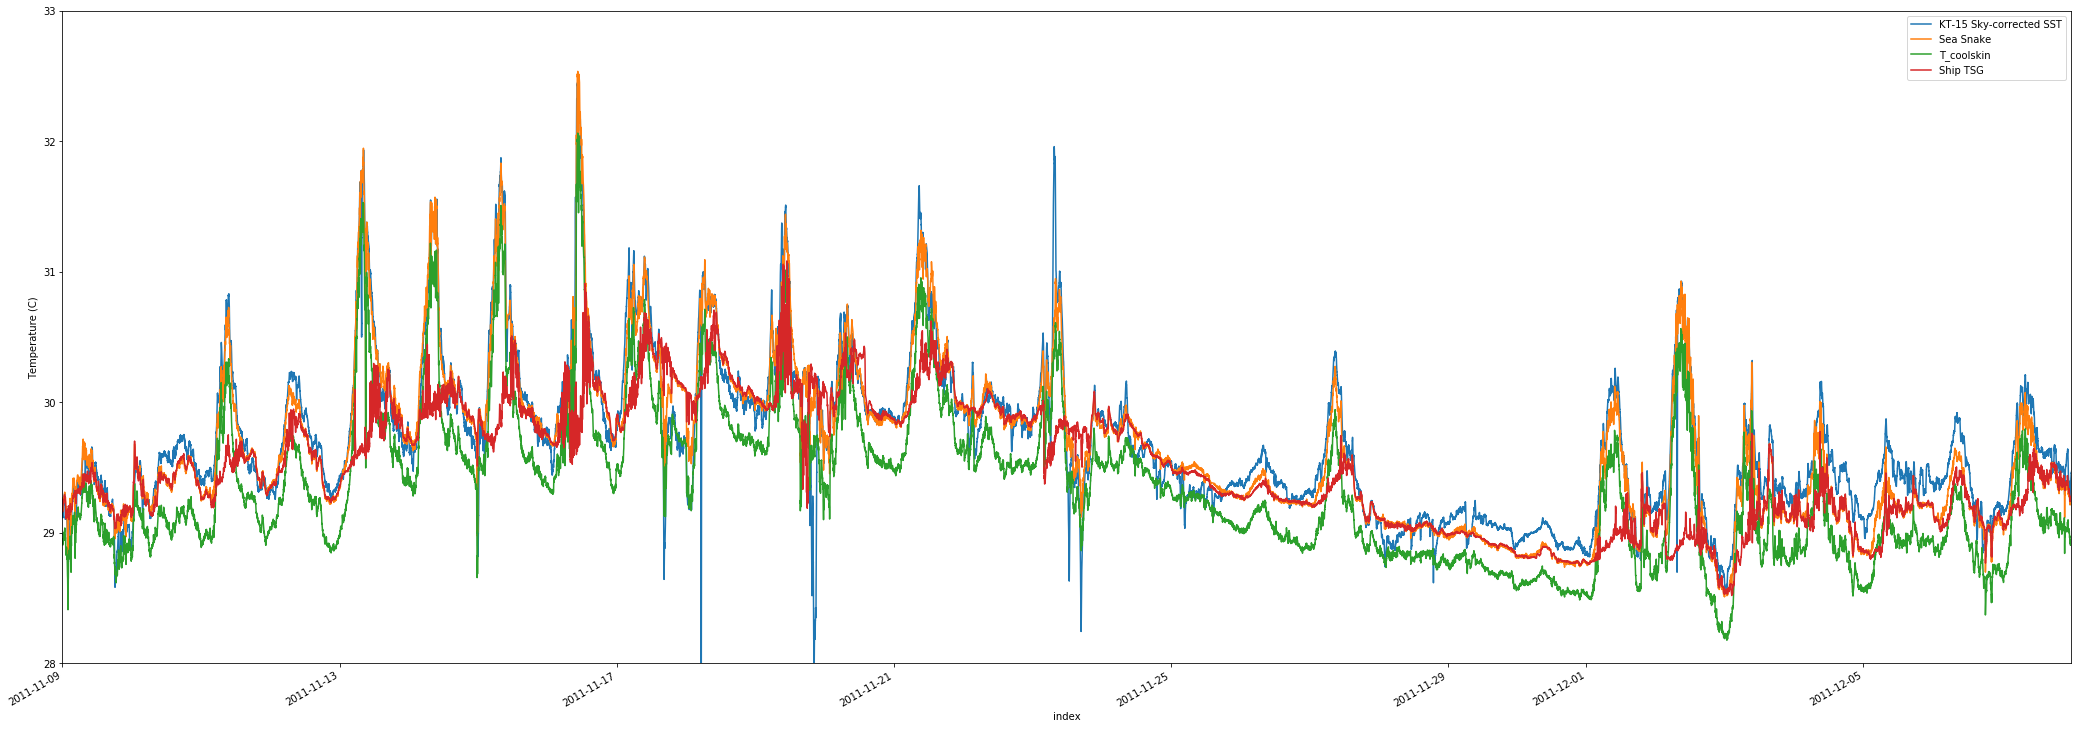 33
32
31
30
29
28
Temperature (C)
KT-15 Sky-corrected SST
Sea Snake
T_coolskin
Ship TSG
2011-11-09
2011-11-13
2011-11-17
2011-11-21
2011-11-25
2011-11-29
2011-12-01
2011-12-05
index